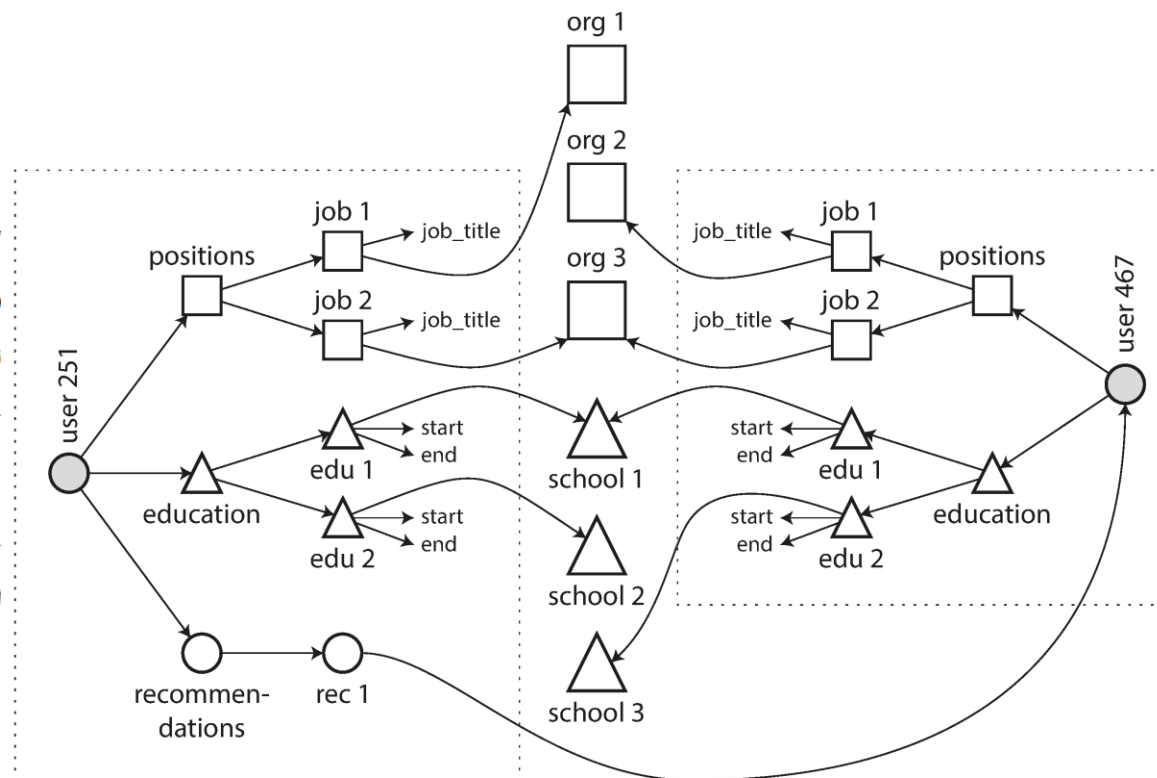 org 1
org 2
org 3
job 1
job_title
positions
job 2
job_title
user 251
edu 1
start
end
education
edu 2
start
end
recommen-
dations
rec 1
school 1
school 2
school 3
job 1
job_title
positions
job 2
job_title
user 467
edu 1
start
end
education
edu 2
start
end